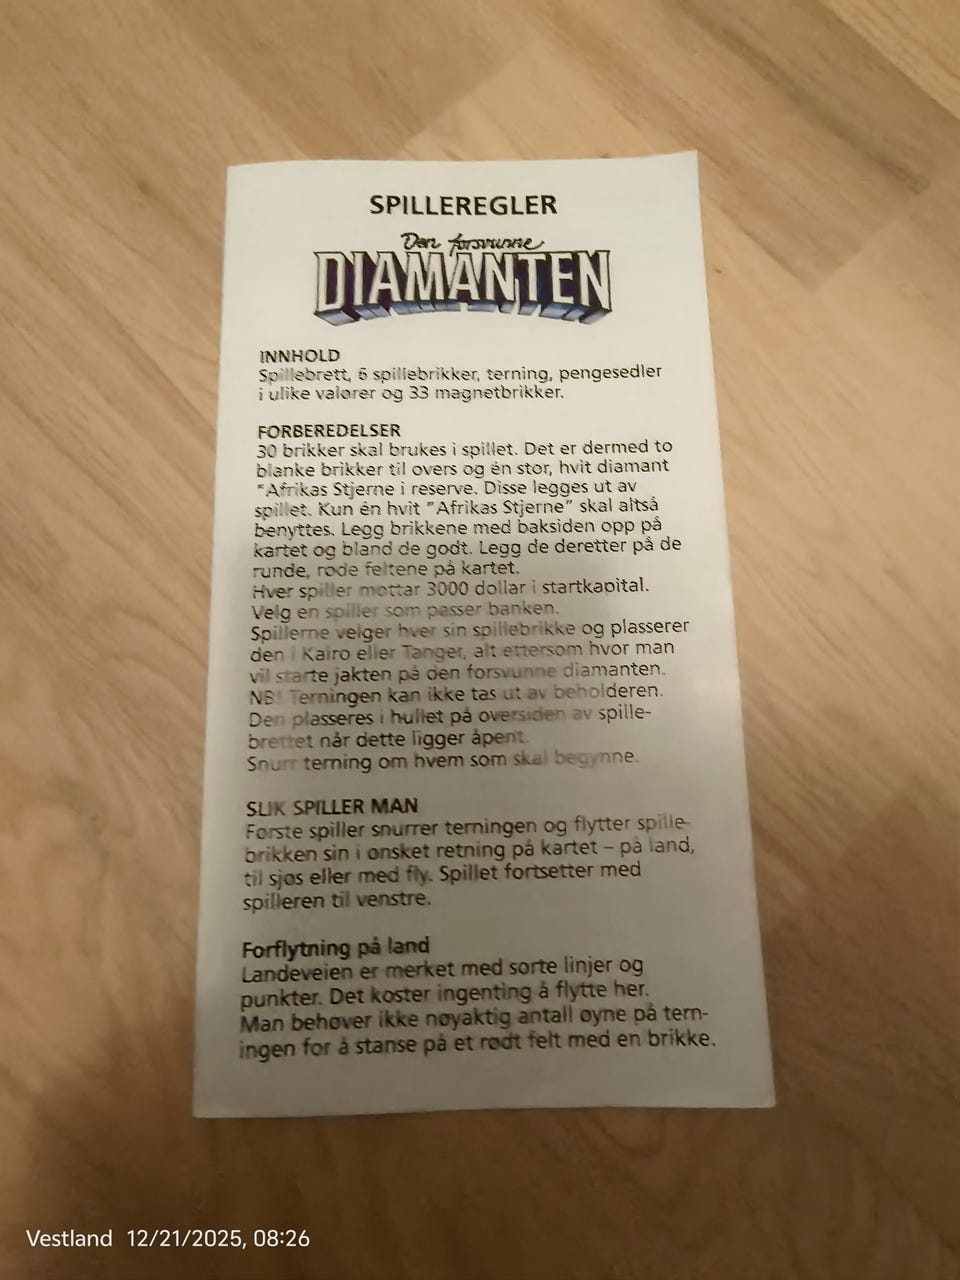 SPILLEREGLER
Den forsvunne
DIAMANTEN
INNHOLD
Spillebrett, 6 spillebrikker, terning, pengesedler
i ulike valører og 33 magnetbrikker.
FORBEREDELSER
30 brikker skal brukes i spillet. Det er dermed to
blanke brikker til overs og én stor, hvit diamant
"Afrikas Stjerne i reserve. Disse legges ut av
spillet. Kun én hvit "Afrikas Stjerne" skal altså
benyttes. Legg brikkene med baksiden opp på
kartet og bland de godt. Legg de deretter på de
runde, røde feltene på kartet.
Hver spiller mottar 3000 dollar i startkapital.
Velg en spiller som passer banken.
Spillerne velger hver sin spillebrikke og plasserer
den i Kairo eller Tanger, alt ettersom hvor man
vil starte jakten på den forsvunne diamanten.
NB! Terningen kan ikke tas ut av beholderen.
Den plasseres i hullet på oversiden av spille-
brettet når dette ligger åpent.
Snurr terning om hvem som skal begynne.
SLIK SPILLER MAN
Første spiller snurrer terningen og flytter spille-
brikken sin i ønsket retning på kartet – på land,
til sjøs eller med fly. Spillet fortsetter med
spilleren til venstre.
Forflytning på land
Landeveien er merket med sorte linjer og
punkter. Det koster ingenting å flytte her.
Man behøver ikke nøyaktig antall øyne på tern-
ingen for å stanse på et rødt felt med en brikke.
Vestland 12/21/2025, 08:26